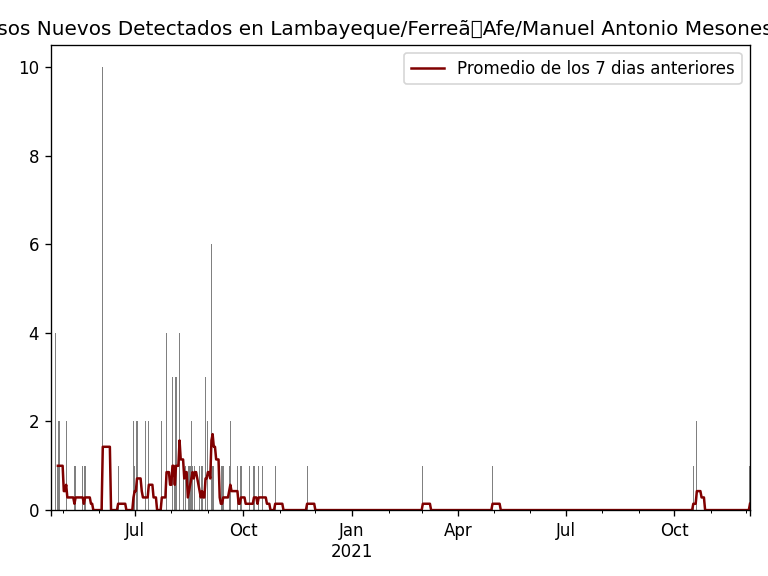 sos Nuevos Detectados en Lambayeque/Ferreã▯Afe/Manuel Antonio Mesones
Promedio de los 7 dias anteriores
10
8
6
4
2
0
Jul Oct Jan Apr Jul Oct
2021